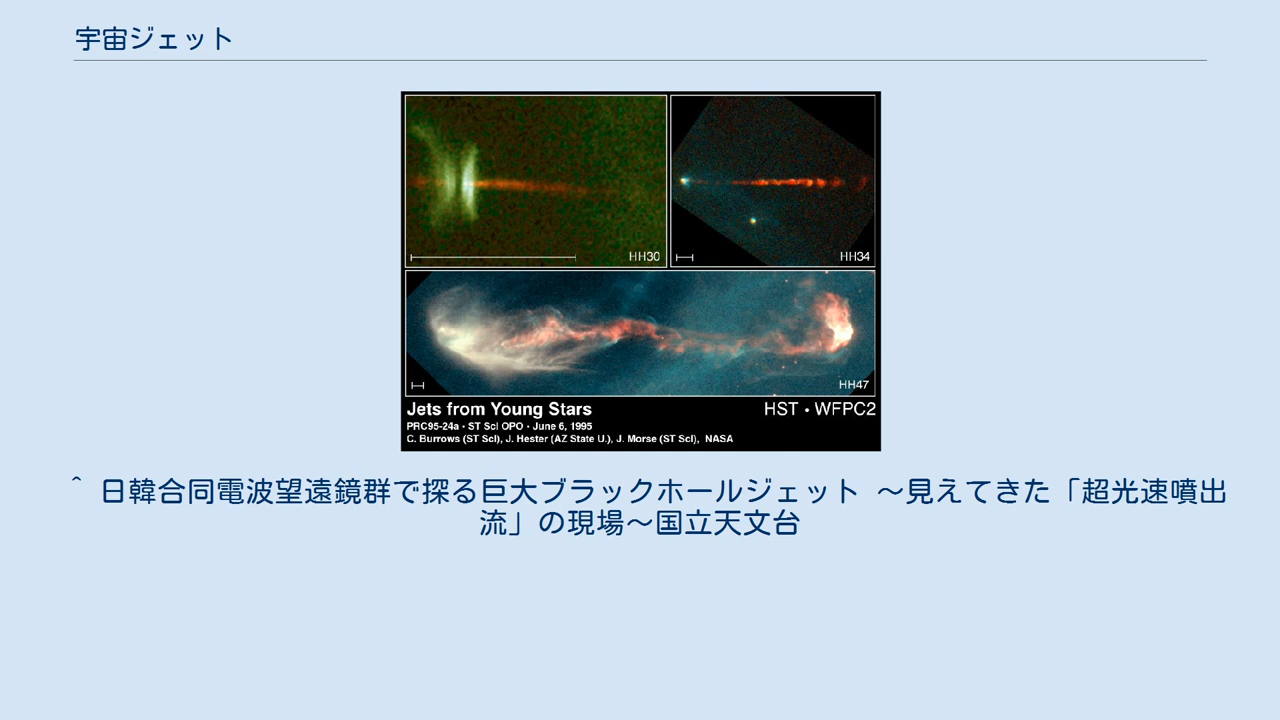 宇宙ジェット
HH30
HH34
HH47
Jets from Young Stars
HST • WFPC2
PRC95-24a • ST ScI OPO • June 6, 1995
C. Burrows (ST ScI), J. Hester (AZ State U.), J. Morse (ST ScI), NASA
^ 日韓合同電波望遠鏡群で探る巨大ブラックホールジェット ～見えてきた「超光速噴出
流」の現場～国立天文台